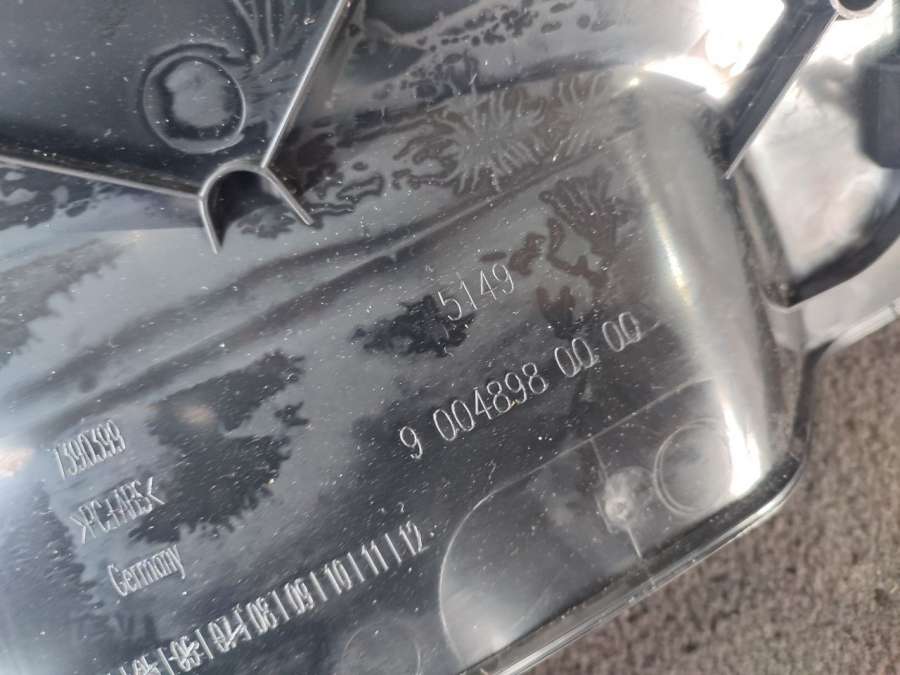 5149
9 004898 00 00
7390399
>PC+ABS<
Germany
08 | 09 | 10 | 11 | 12